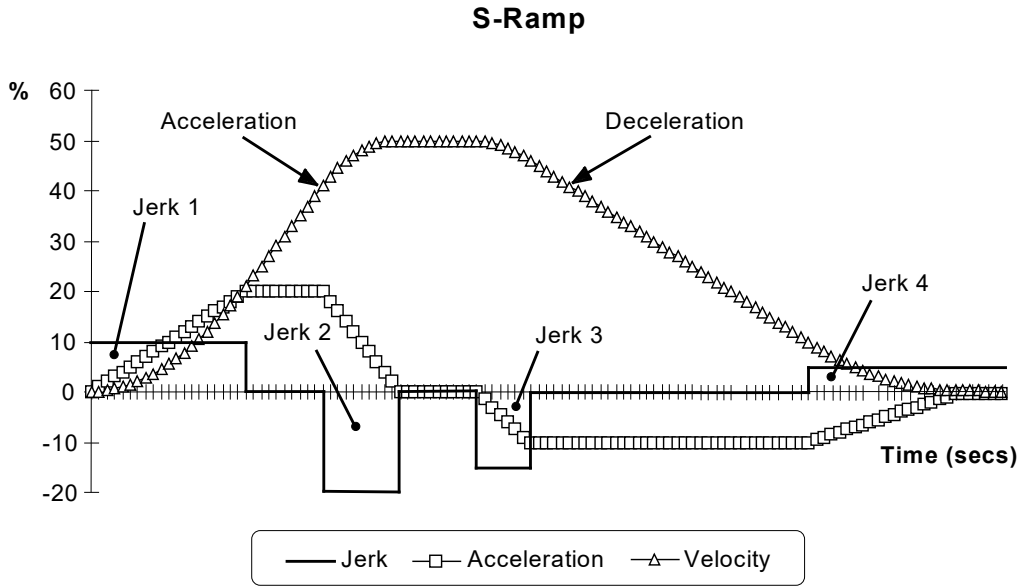 S-Ramp
%
60
50
40
30
20
10
0
-10
-20
Acceleration
Deceleration
Jerk 1
Jerk 2
Jerk 3
Jerk 4
Time (secs)
Jerk Acceleration Velocity